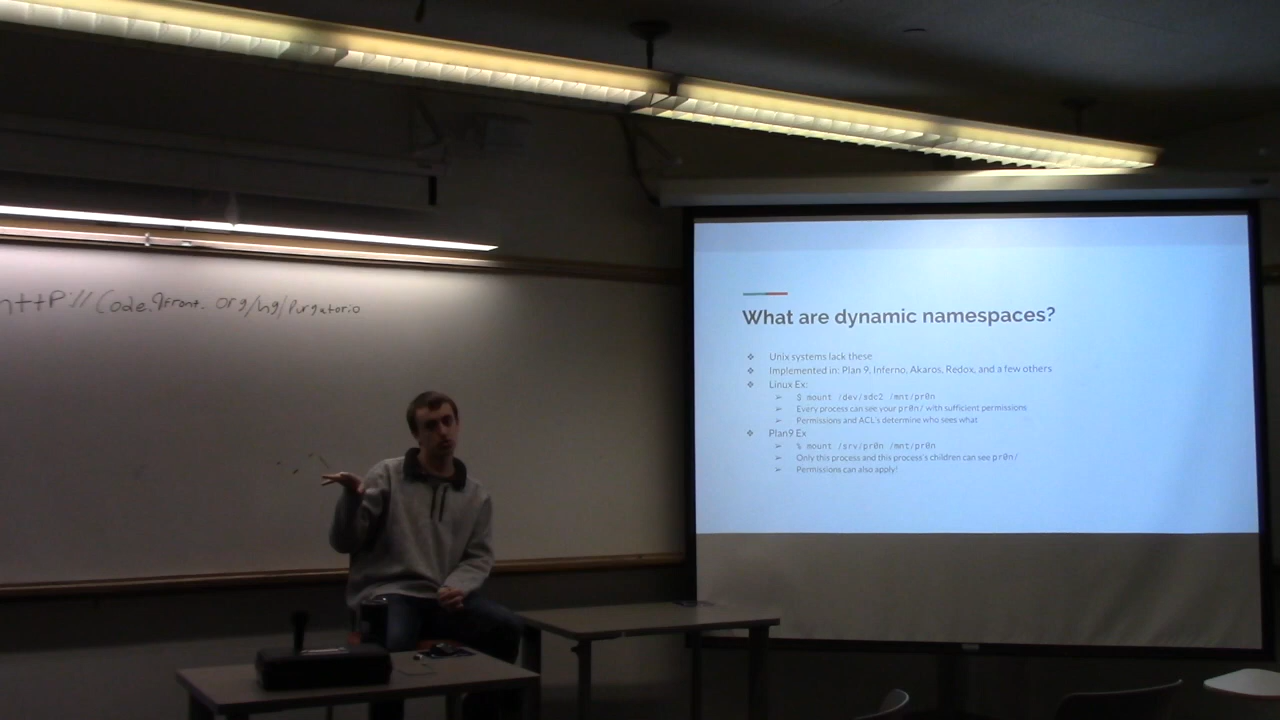 http://code.9front.org/hg/purgatorio
What are dynamic namespaces?
❖ Unix systems lack these
❖ Implemented in: Plan 9, Inferno, Akaros, Redox, and a few others
❖ Linux Ex:
➢ $ mount /dev/sdc2 /mnt/pr0n
➢ Every process can see your pr0n/ with sufficient permissions
➢ Permissions and ACL's determine who sees what
❖ Plan9 Ex
➢ % mount /srv/pr0n /mnt/pr0n
➢ Only this process and this process's children can see pr0n/
➢ Permissions can also apply!